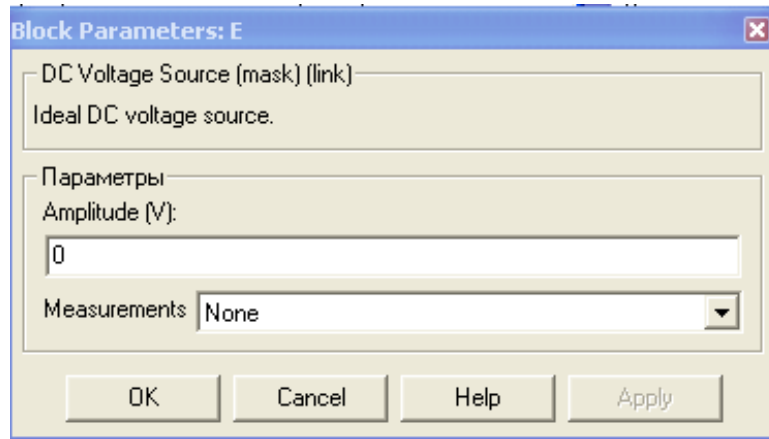 Block Parameters: E
DC Voltage Source (mask) (link)
Ideal DC voltage source.
Параметры
Amplitude (V):
0
Measurements None
OK Cancel Help Apply